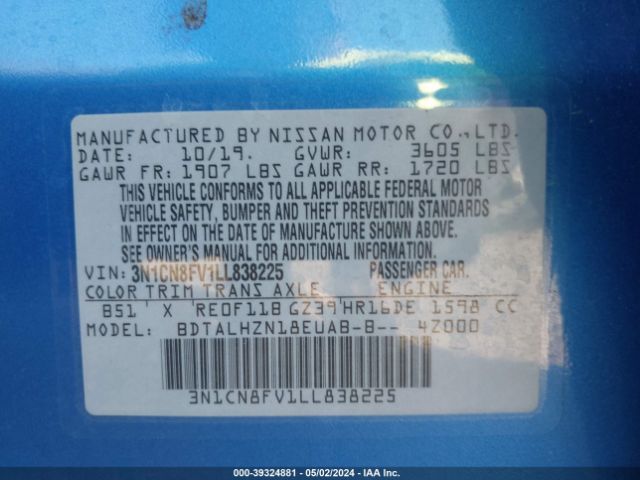 MANUFACTURED BY NISSAN MOTOR CO., LTD.
DATE: 10/19. GVWR: 3605 LBS
GAWR FR: 1907 LBS GAWR RR: 1720 LBS
THIS VEHICLE CONFORMS TO ALL APPLICABLE FEDERAL MOTOR
VEHICLE SAFETY, BUMPER AND THEFT PREVENTION STANDARDS
IN EFFECT ON THE DATE OF MANUFACTURE SHOWN ABOVE.
SEE OWNER'S MANUAL FOR ADDITIONAL INFORMATION.
VIN: 3N1CN8FV1LL838225 PASSENGER CAR.
COLOR TRIM TRANS AXLE ENGINE
B51 X RE0F11B GZ39 HR16DE 1598 CC
MODEL: BDTALHZN18EUAB-B-- 4Z000
3N1CN8FV1LL838225
000-39324881 - 05/02/2024 - IAA Inc.